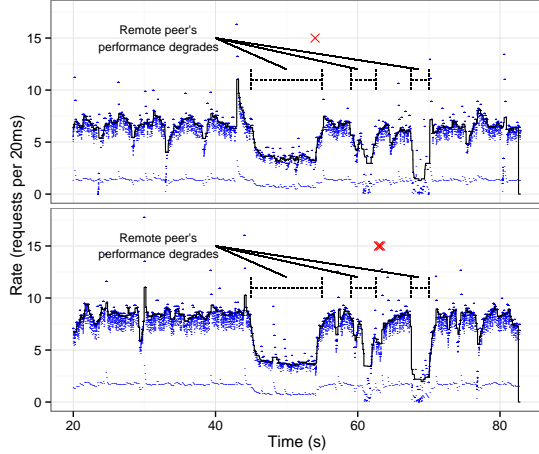 Remote peer's
performance degrades
15
10
5
0
Remote peer's
performance degrades
15
10
5
0
Rate (requests per 20ms)
20 40 60 80
Time (s)